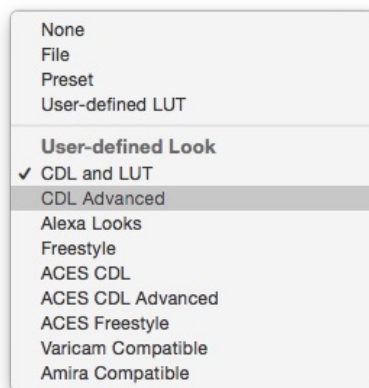 None
File
Preset
User-defined LUT
User-defined Look
✓ CDL and LUT
CDL Advanced
Alexa Looks
Freestyle
ACES CDL
ACES CDL Advanced
ACES Freestyle
Varicam Compatible
Amira Compatible